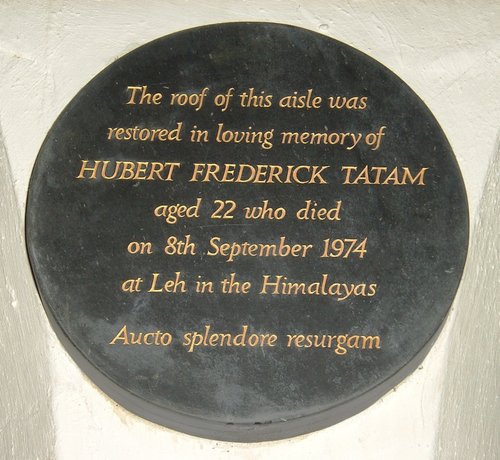 The roof of this aisle was
restored in loving memory of
HUBERT FREDERICK TATAM
aged 22 who died
on 8th September 1974
at Leh in the Himalayas
Aucto splendore resurgam